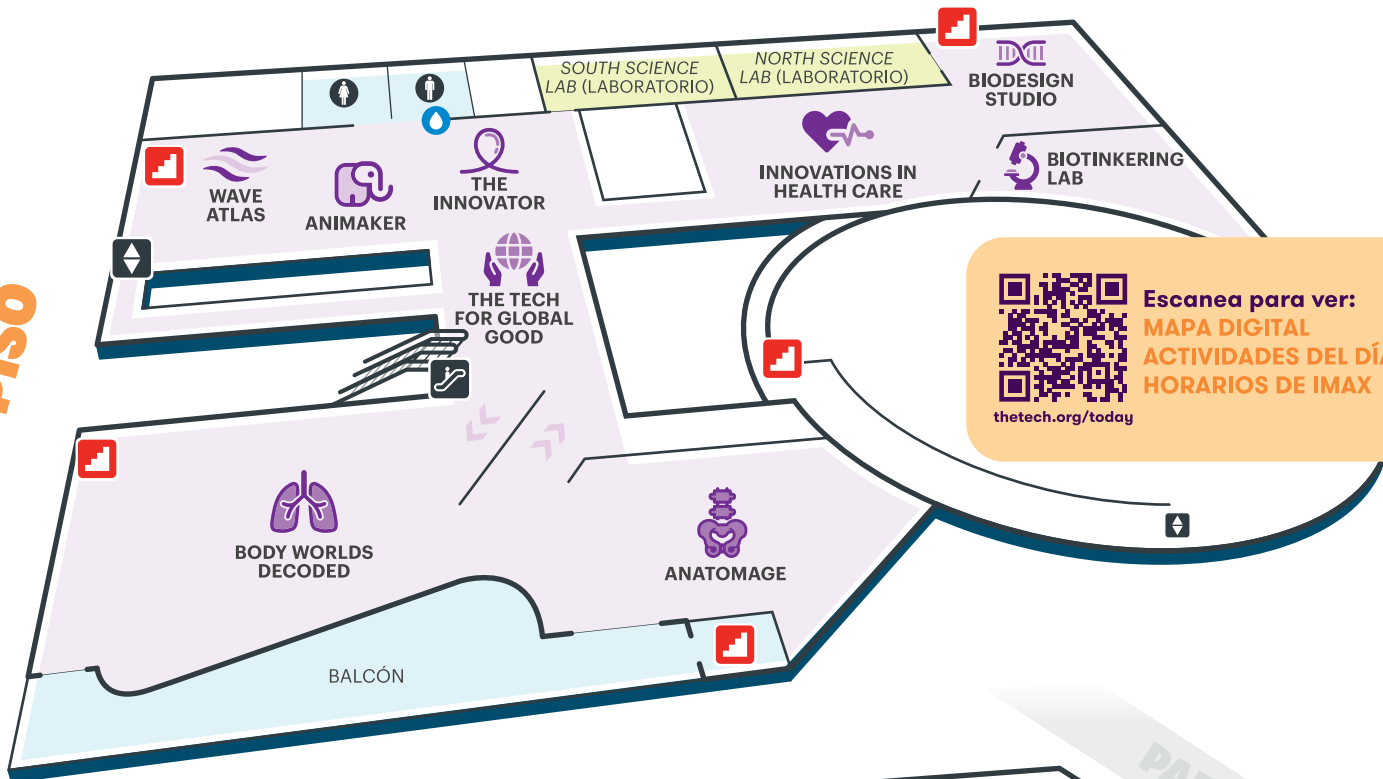 SOUTH SCIENCE
LAB (LABORATORIO)
NORTH SCIENCE
LAB (LABORATORIO)
BIODESIGN
STUDIO
WAVE
ATLAS
ANIMAKER
THE
INNOVATOR
INNOVATIONS IN
HEALTH CARE
BIOTINKERING
LAB
THE TECH
FOR GLOBAL
GOOD
PISO
Escanea para ver:
MAPA DIGITAL
ACTIVIDADES DEL DÍA
HORARIOS DE IMAX
thetech.org/today
BODY WORLDS
DECODED
ANATOMAGE
BALCÓN